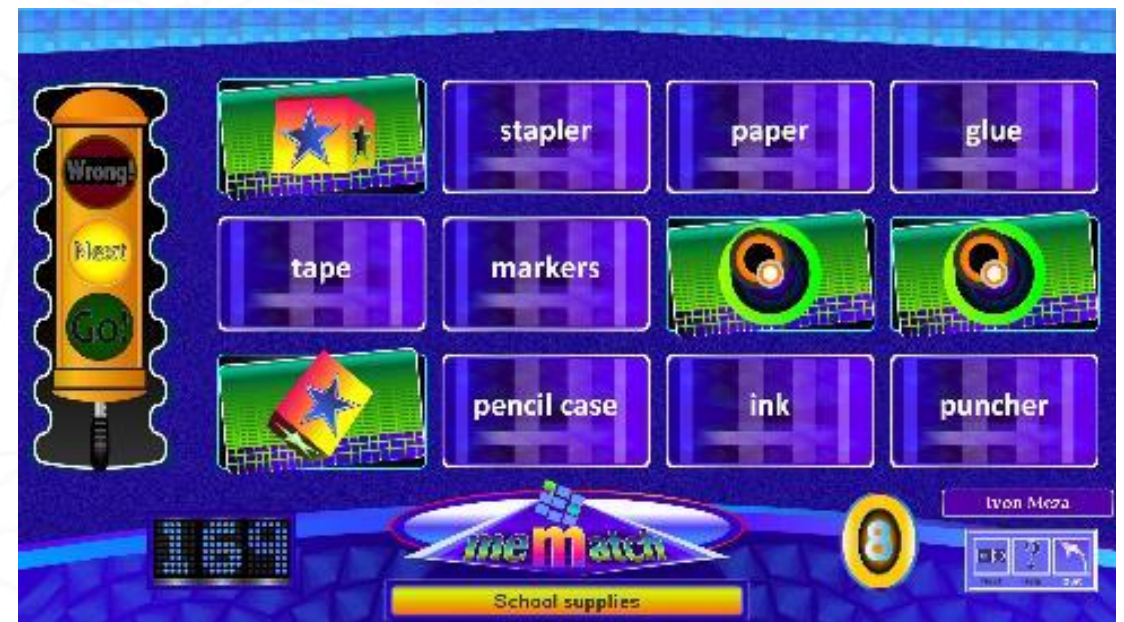 Wrong!
Next
Go!
stapler
paper
glue
tape
markers
pencil case
ink
puncher
169
mematch
8
Ivon Meza
School supplies